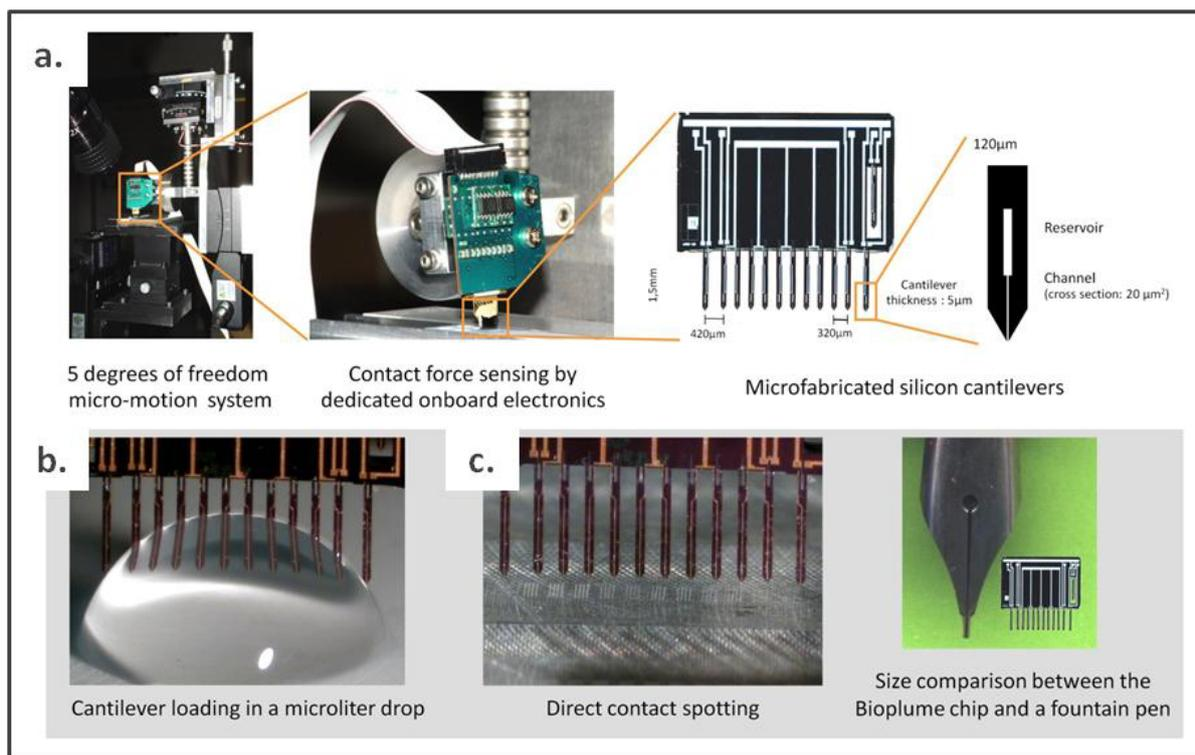 a.
120µm
Reservoir
Channel
(cross section: 20 µm²)
1,5mm
Cantilever
thickness : 5µm
420µm
320µm
5 degrees of freedom
micro-motion system
Contact force sensing by
dedicated onboard electronics
Microfabricated silicon cantilevers
b.
c.
Cantilever loading in a microliter drop
Direct contact spotting
Size comparison between the
Bioplume chip and a fountain pen